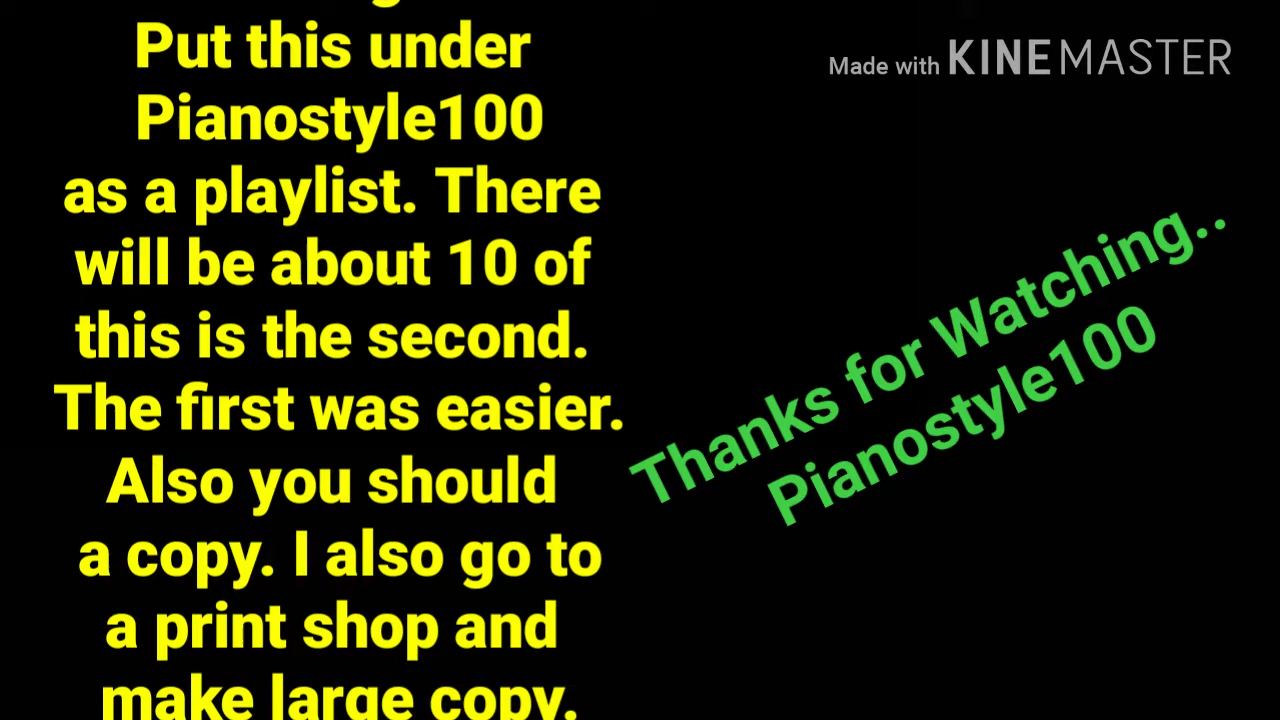 Put this under
Pianostyle100
as a playlist. There
will be about 10 of
this is the second.
The first was easier.
Also you should
a copy. I also go to
a print shop and
make large copy.
Made with KINEMASTER
Thanks for Watching..
Pianostyle100